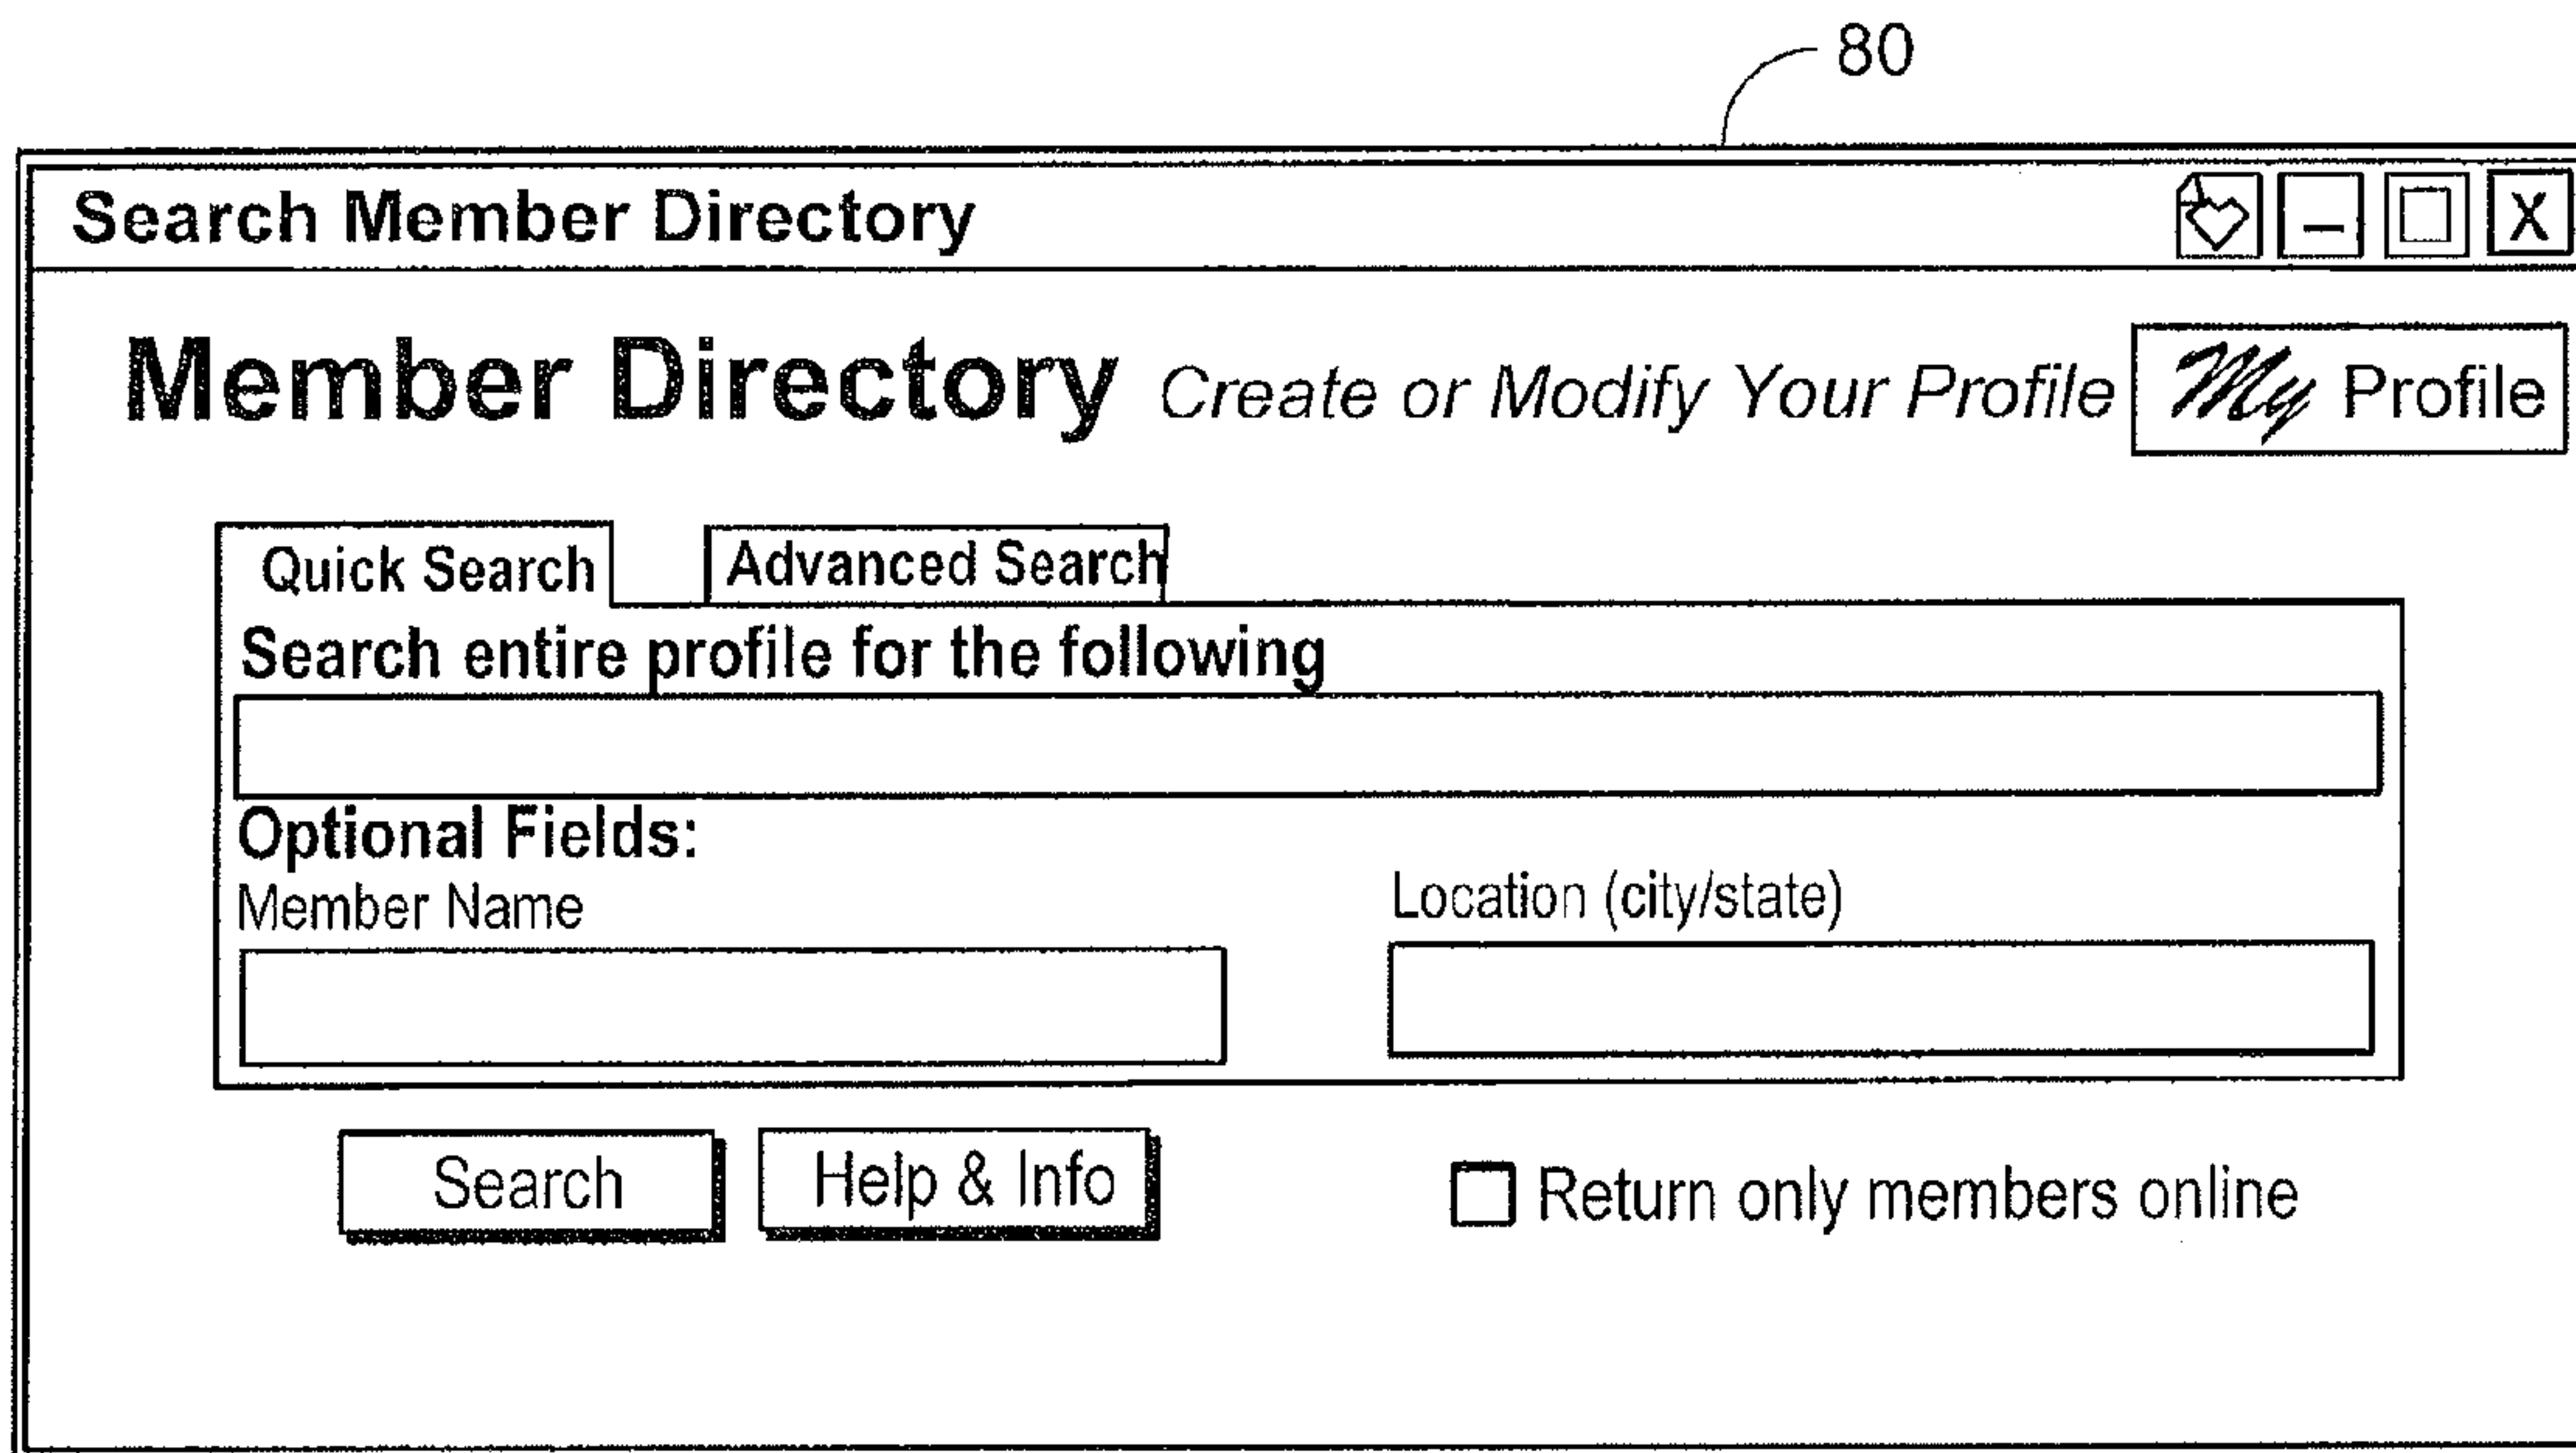 80
Search Member Directory X
Member Directory Create or Modify Your Profile My Profile
Quick Search Advanced Search
Search entire profile for the following
Optional Fields:
Member Name Location (city/state)
Search Help & Info Return only members online